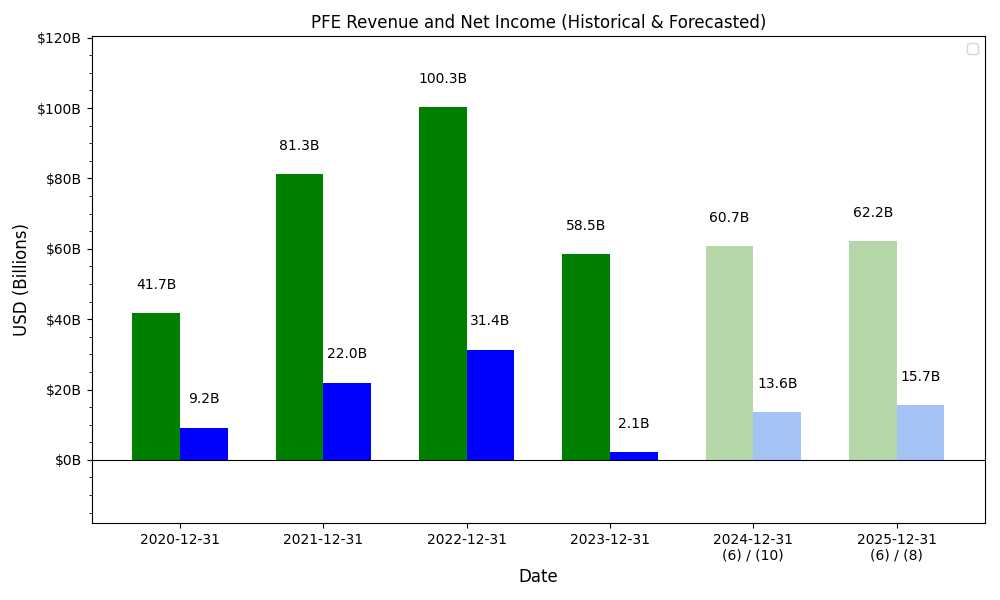 PFE Revenue and Net Income (Historical & Forecasted)
$120B
$100B
$80B
$60B
$40B
$20B
$0B
USD (Billions)
41.7B
9.2B
81.3B
22.0B
100.3B
31.4B
58.5B
2.1B
60.7B
13.6B
62.2B
15.7B
2020-12-31
2021-12-31
2022-12-31
2023-12-31
2024-12-31
(6) / (10)
2025-12-31
(6) / (8)
Date